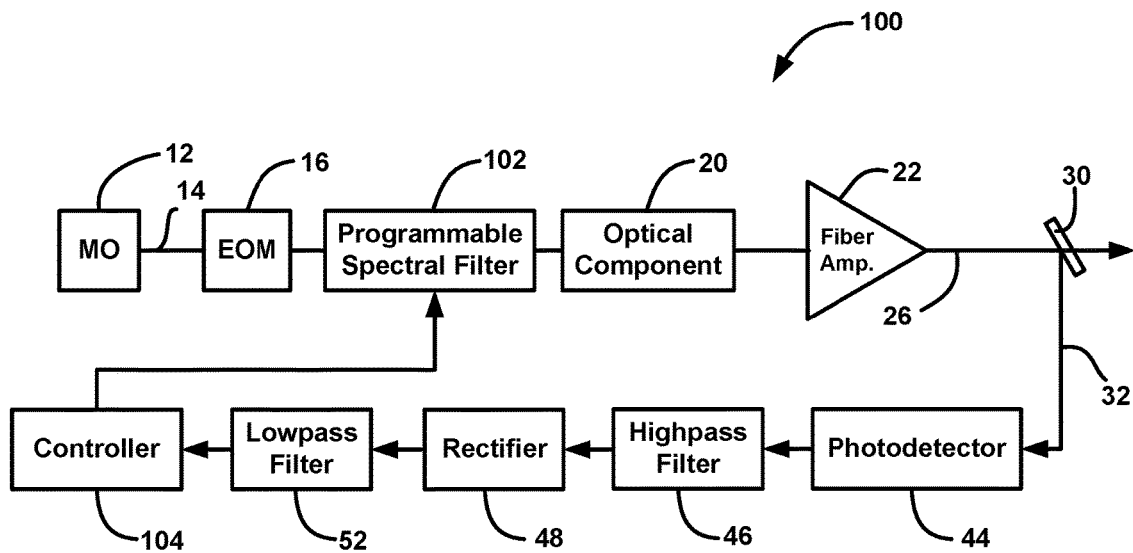 100
12
14
16
102
20
22
30
MO
EOM
Programmable
Spectral Filter
Optical
Component
Fiber
Amp.
26
32
Controller
Lowpass
Filter
Rectifier
Highpass
Filter
Photodetector
104
52
48
46
44